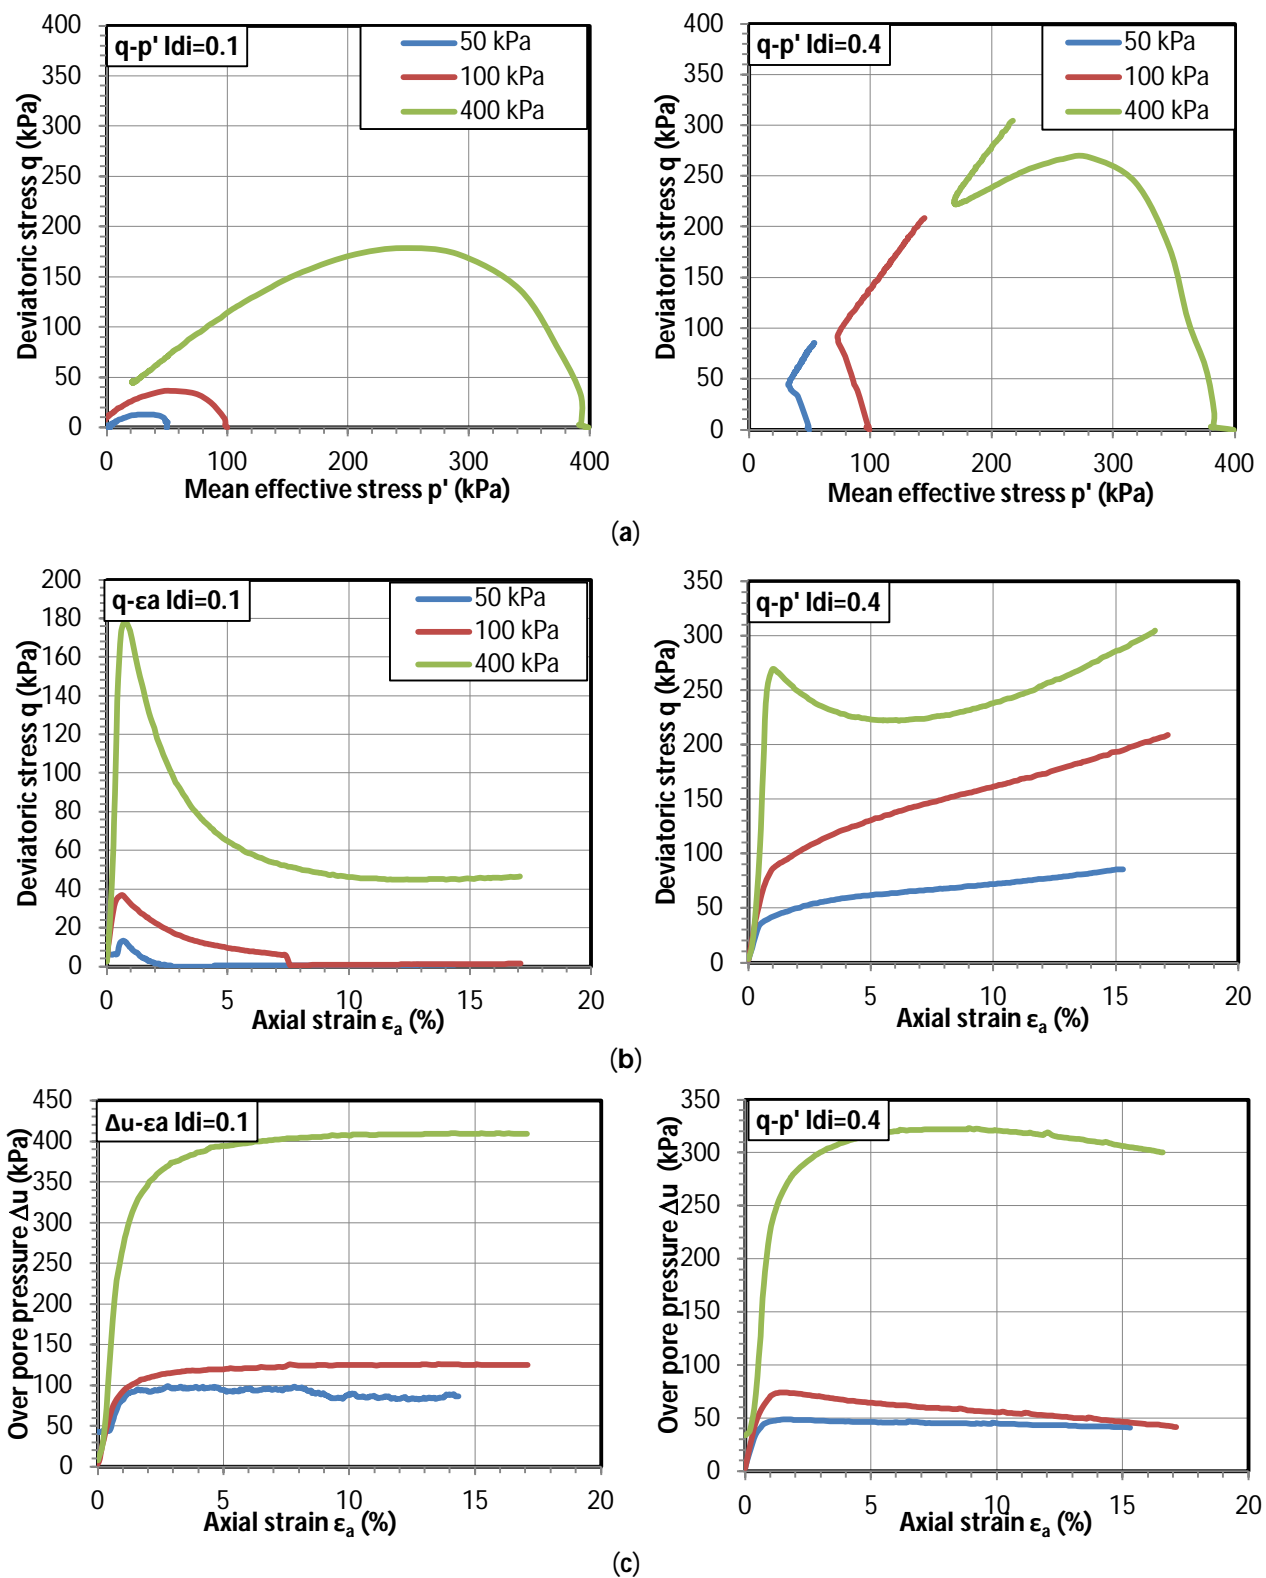 q-p' Idi=0.1
50 kPa
100 kPa
400 kPa
Deviatoric stress q (kPa)
400
350
300
250
200
150
100
50
0
0 100 200 300 400
Mean effective stress p' (kPa)
q-p' Idi=0.4
50 kPa
100 kPa
400 kPa
Deviatoric stress q (kPa)
400
350
300
250
200
150
100
50
0
0 100 200 300 400
Mean effective stress p' (kPa)
(a)
q-εa Idi=0.1
50 kPa
100 kPa
400 kPa
Deviatoric stress q (kPa)
200
180
160
140
120
100
80
60
40
20
0
0 5 10 15 20
Axial strain εa (%)
q-p' Idi=0.4
Deviatoric stress q (kPa)
350
300
250
200
150
100
50
0
0 5 10 15 20
Axial strain εa (%)
(b)
Δu-εa Idi=0.1
Over pore pressure Δu (kPa)
450
400
350
300
250
200
150
100
50
0
0 5 10 15 20
Axial strain εa (%)
q-p' Idi=0.4
Over pore pressure Δu (kPa)
350
300
250
200
150
100
50
0
0 5 10 15 20
Axial strain εa (%)
(c)